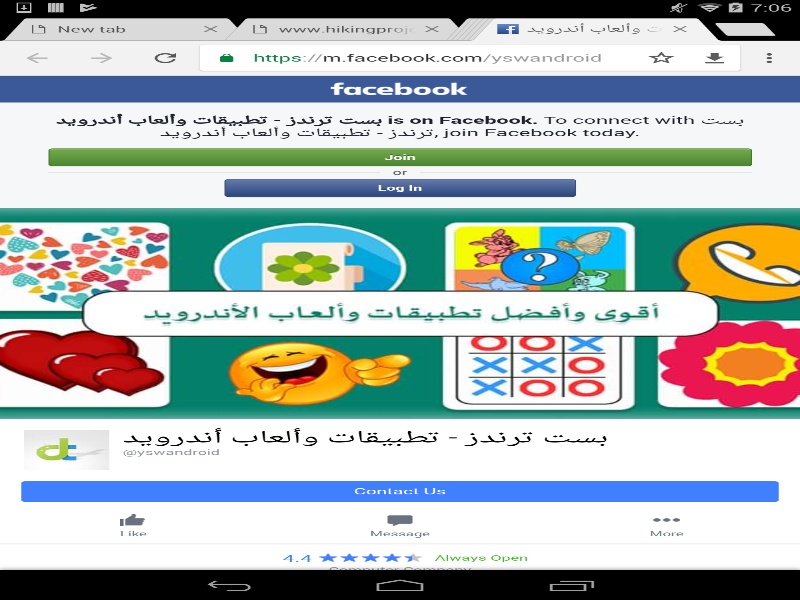 7:06
New tab
www.hikingproj
وألعاب أندرويد
https://m.facebook.com/yswandroid
facebook
بست ترندز - تطبيقات وألعاب أندرويد is on Facebook. To connect with بست
ترندز - تطبيقات وألعاب أندرويد, join Facebook today.
Join
or
Log In
أقوى وأفضل تطبيقات وألعاب الأندرويد
?
O O X
X X O
X O O
dt
بست ترندز - تطبيقات وألعاب أندرويد
@yswandroid
Contact Us
Like
Message
More
4.4
Always Open
Computer Company